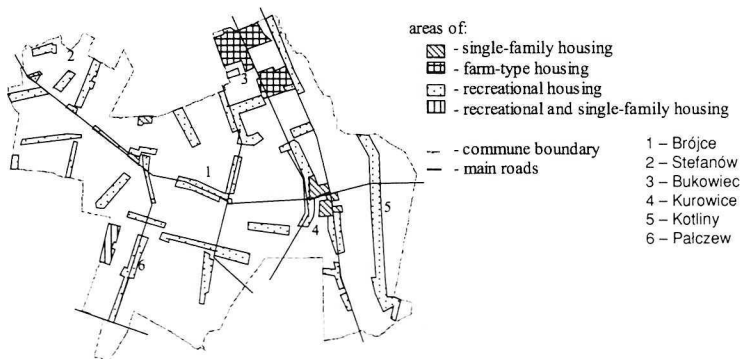 areas of:
- single-family housing
- farm-type housing
- recreational housing
- recreational and single-family housing
- commune boundary
- main roads
1 – Brójce
2 – Stefanów
3 – Bukowiec
4 – Kurowice
5 – Kotliny
6 – Pałczew
2
3
1
5
4
6